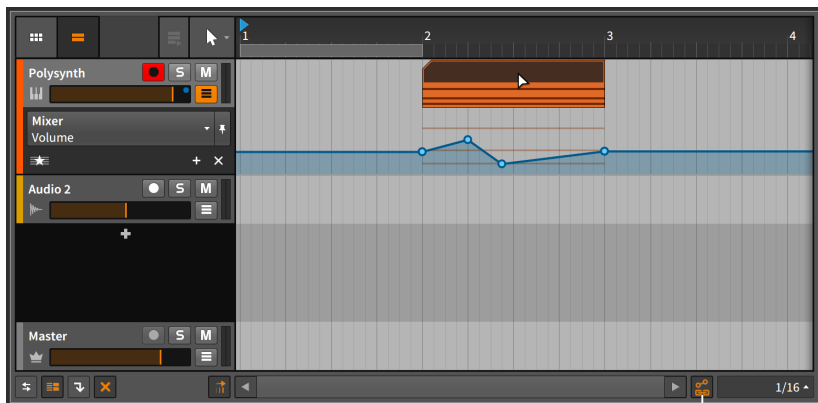 1 2 3 4
Polysynth S M
Mixer
Volume
Audio 2 S M
Master S M
1/16